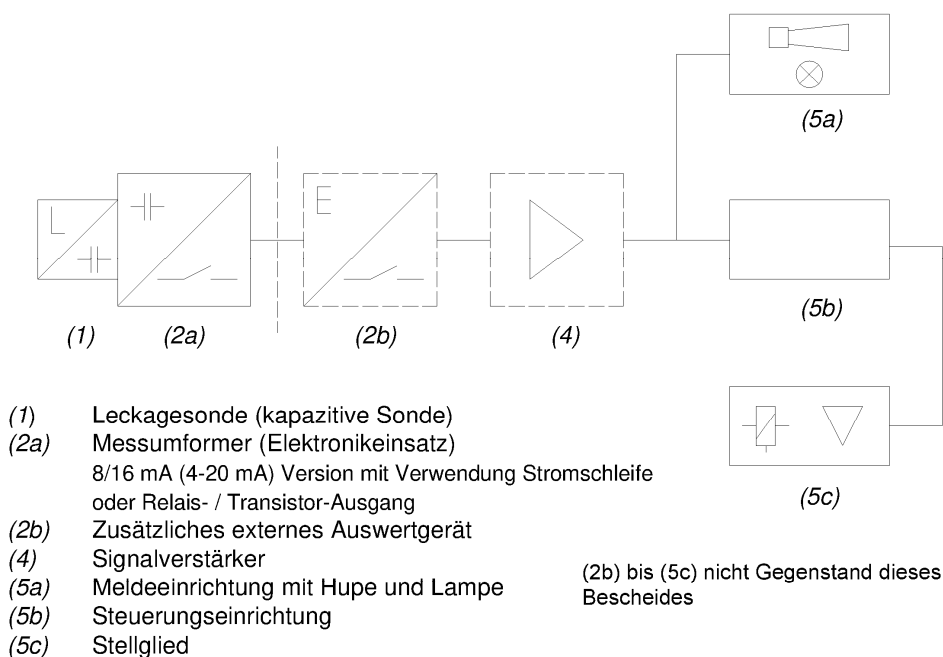 (5a)
L
E
(1)
(2a)
(2b)
(4)
(5b)
(5c)
(1) Leckagesonde (kapazitive Sonde)
(2a) Messumformer (Elektronikeinsatz)
8/16 mA (4-20 mA) Version mit Verwendung Stromschleife
oder Relais- / Transistor-Ausgang
(2b) Zusätzliches externes Auswertgerät
(4) Signalverstärker
(5a) Meldeeinrichtung mit Hupe und Lampe
(5b) Steuerungseinrichtung
(5c) Stellglied
(2b) bis (5c) nicht Gegenstand dieses
Bescheides